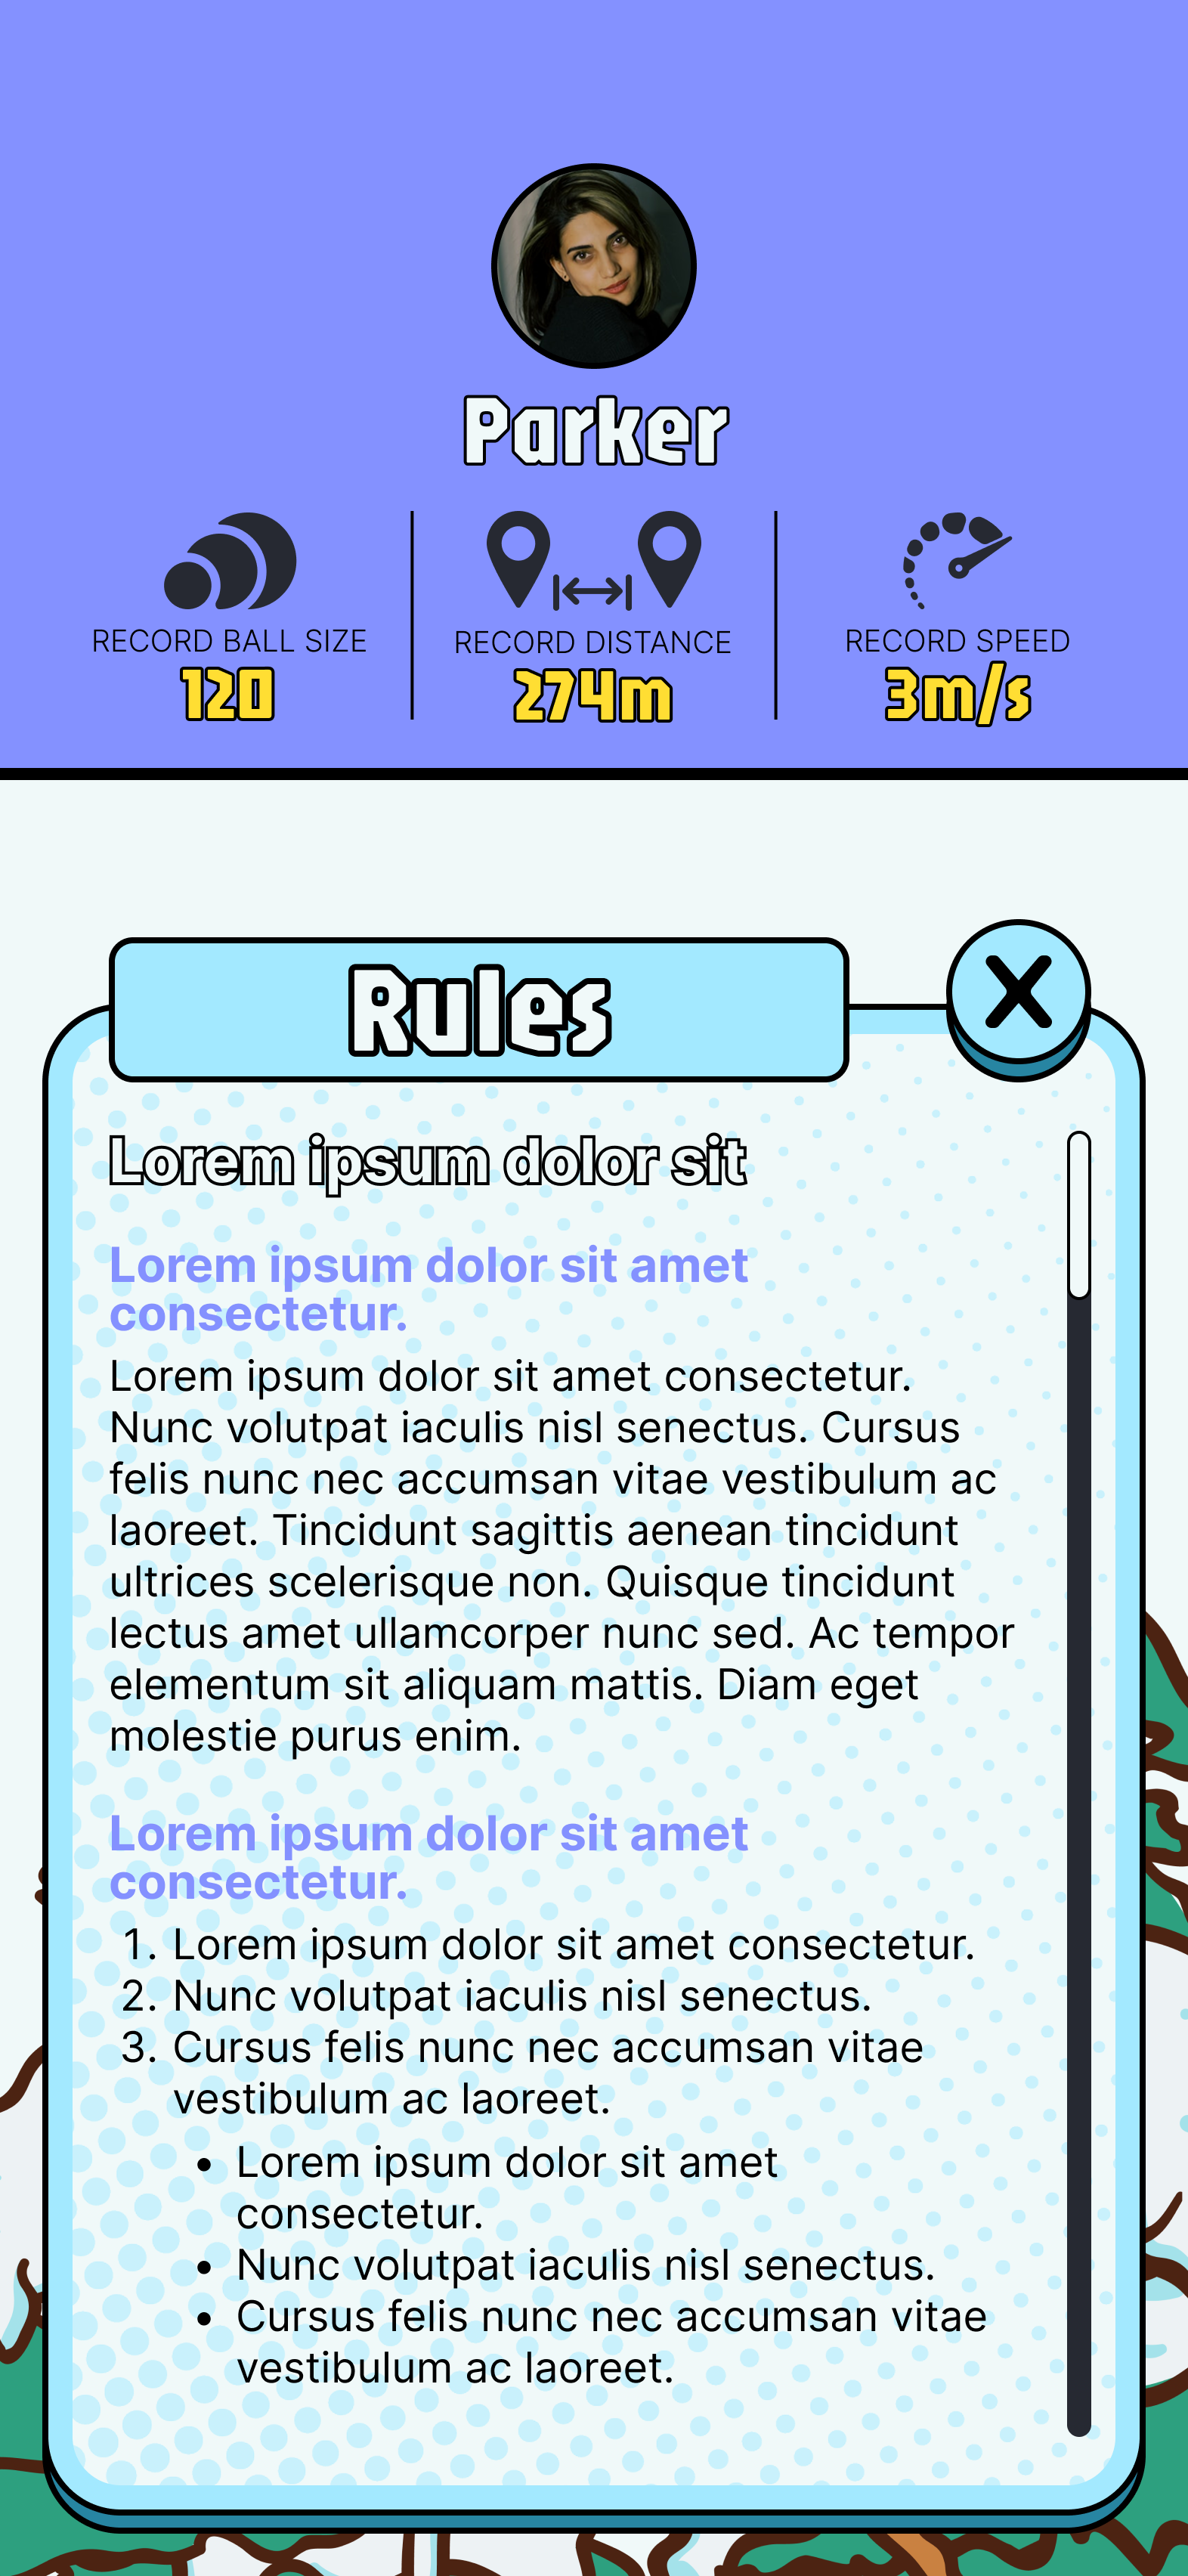 Parker
RECORD BALL SIZE
120
RECORD DISTANCE
274m
RECORD SPEED
3m/s
Rules
X
Lorem ipsum dolor sit
Lorem ipsum dolor sit amet
consectetur.
Lorem ipsum dolor sit amet consectetur.
Nunc volutpat iaculis nisl senectus. Cursus
felis nunc nec accumsan vitae vestibulum ac
laoreet. Tincidunt sagittis aenean tincidunt
ultrices scelerisque non. Quisque tincidunt
lectus amet ullamcorper nunc sed. Ac tempor
elementum sit aliquam mattis. Diam eget
molestie purus enim.
Lorem ipsum dolor sit amet
consectetur.
1. Lorem ipsum dolor sit amet consectetur.
2. Nunc volutpat iaculis nisl senectus.
3. Cursus felis nunc nec accumsan vitae
vestibulum ac laoreet.
• Lorem ipsum dolor sit amet
consectetur.
• Nunc volutpat iaculis nisl senectus.
• Cursus felis nunc nec accumsan vitae
vestibulum ac laoreet.